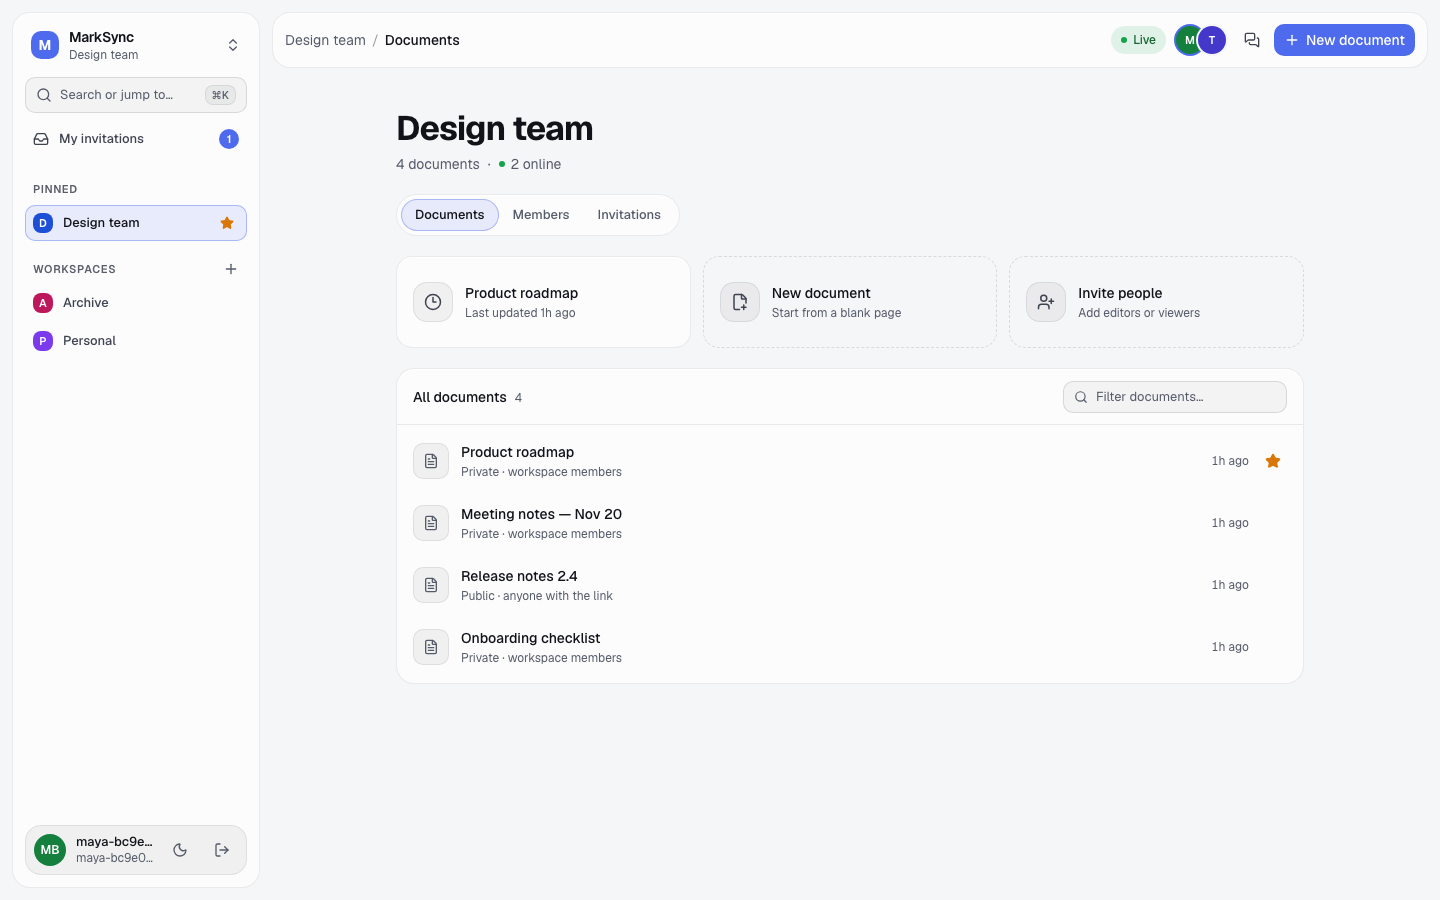 M
MarkSync
Design team
Search or jump to...
⌘K
My invitations
1
PINNED
D
Design team
WORKSPACES
A
Archive
P
Personal
MB
maya-bc9e...
maya-bc9e0...
Design team / Documents
Live
M
T
New document
Design team
4 documents · 2 online
Documents
Members
Invitations
Product roadmap
Last updated 1h ago
New document
Start from a blank page
Invite people
Add editors or viewers
All documents 4
Filter documents...
Product roadmap
Private · workspace members
1h ago
Meeting notes — Nov 20
Private · workspace members
1h ago
Release notes 2.4
Public · anyone with the link
1h ago
Onboarding checklist
Private · workspace members
1h ago